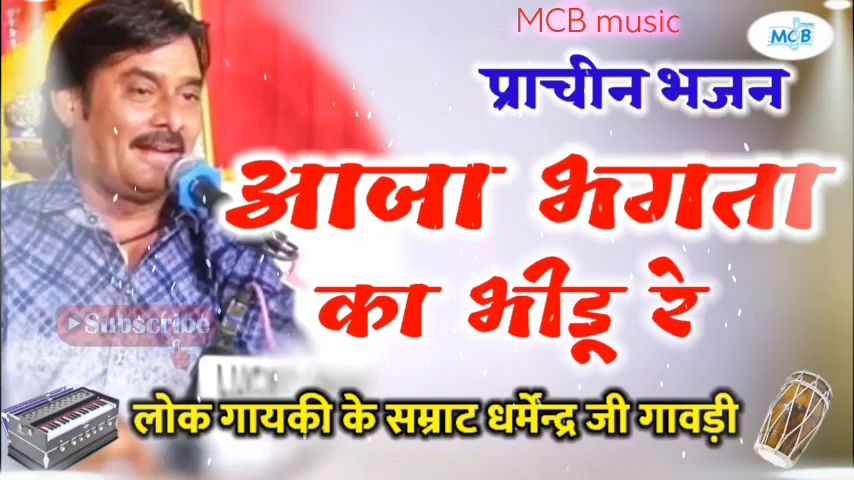 MCB music
MCB
प्राचीन भजन
आजा भगता
का भीडू रे
Subscribe
लोक गायकी के सम्राट धर्मेन्द्र जी गावड़ी